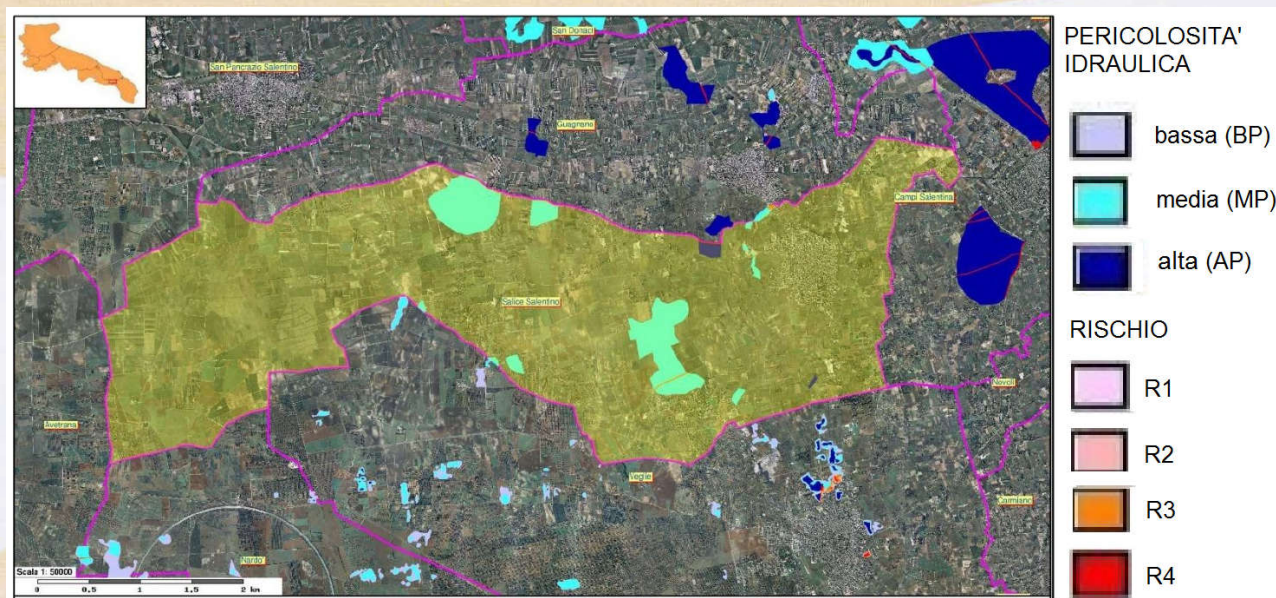 San Donaci
San Pancrazio Salentino
Guagnano
Campi Salentina
Salice Salentino
Novoli
Avetrana
Veglie
Carmiano
Nardo'
Scala 1: 50000
0 0.5 1 1.5 2 km
PERICOLOSITA'
IDRAULICA
bassa (BP)
media (MP)
alta (AP)
RISCHIO
R1
R2
R3
R4